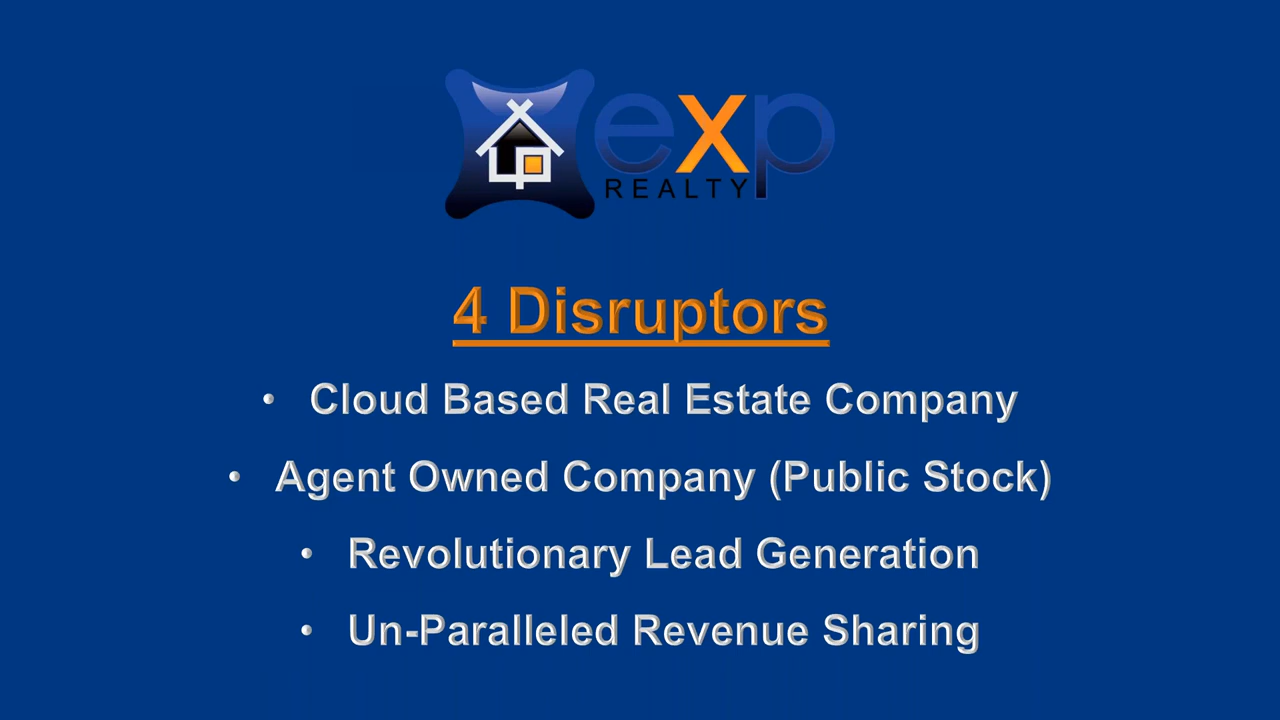 exp
REALTY
4 Disruptors
• Cloud Based Real Estate Company
• Agent Owned Company (Public Stock)
• Revolutionary Lead Generation
• Un-Paralleled Revenue Sharing